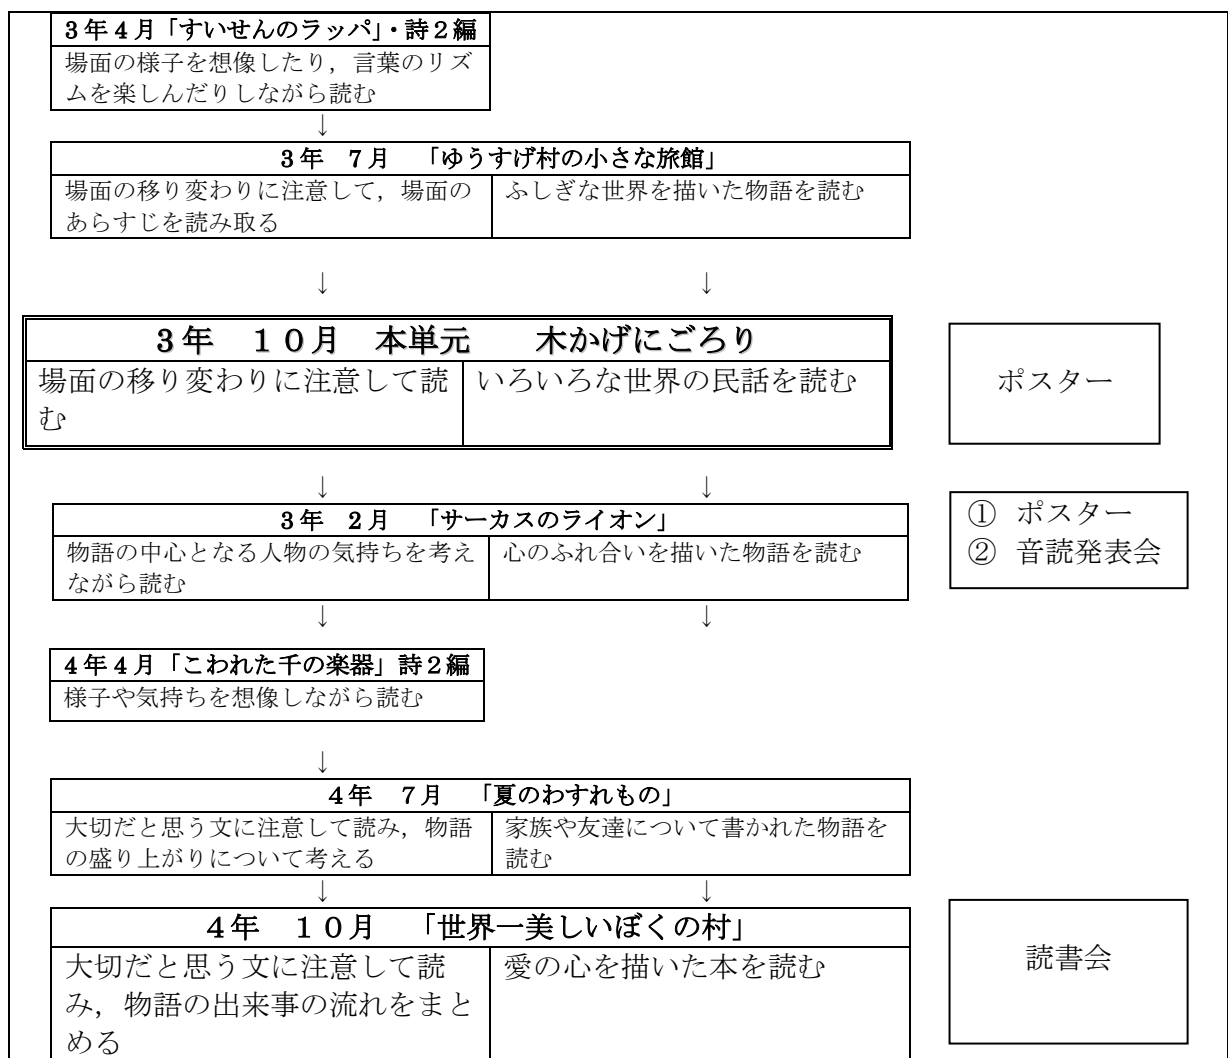 3年4月「すいせんのラッパ」・詩2編
場面の様子を想像したり，言葉のリズ
ムを楽しんだりしながら読む
↓
3年　7月　「ゆうすげ村の小さな旅館」
場面の移り変わりに注意して，場面の
あらすじを読み取る
ふしぎな世界を描いた物語を読む
↓　↓
3年　10月　本単元　木かげにごろり
場面の移り変わりに注意して読
む
いろいろな世界の民話を読む
ポスター
↓　↓
3年　2月　「サーカスのライオン」
物語の中心となる人物の気持ちを考え
ながら読む
心のふれ合いを描いた物語を読む
① ポスター
② 音読発表会
↓　↓
4年4月「こわれた千の楽器」詩2編
様子や気持ちを想像しながら読む
↓
4年　7月　「夏のわすれもの」
大切だと思う文に注意して読み，物語
の盛り上がりについて考える
家族や友達について書かれた物語を
読む
↓　↓
4年　10月　「世界一美しいぼくの村」
大切だと思う文に注意して読
み，物語の出来事の流れをまと
める
愛の心を描いた本を読む
読書会